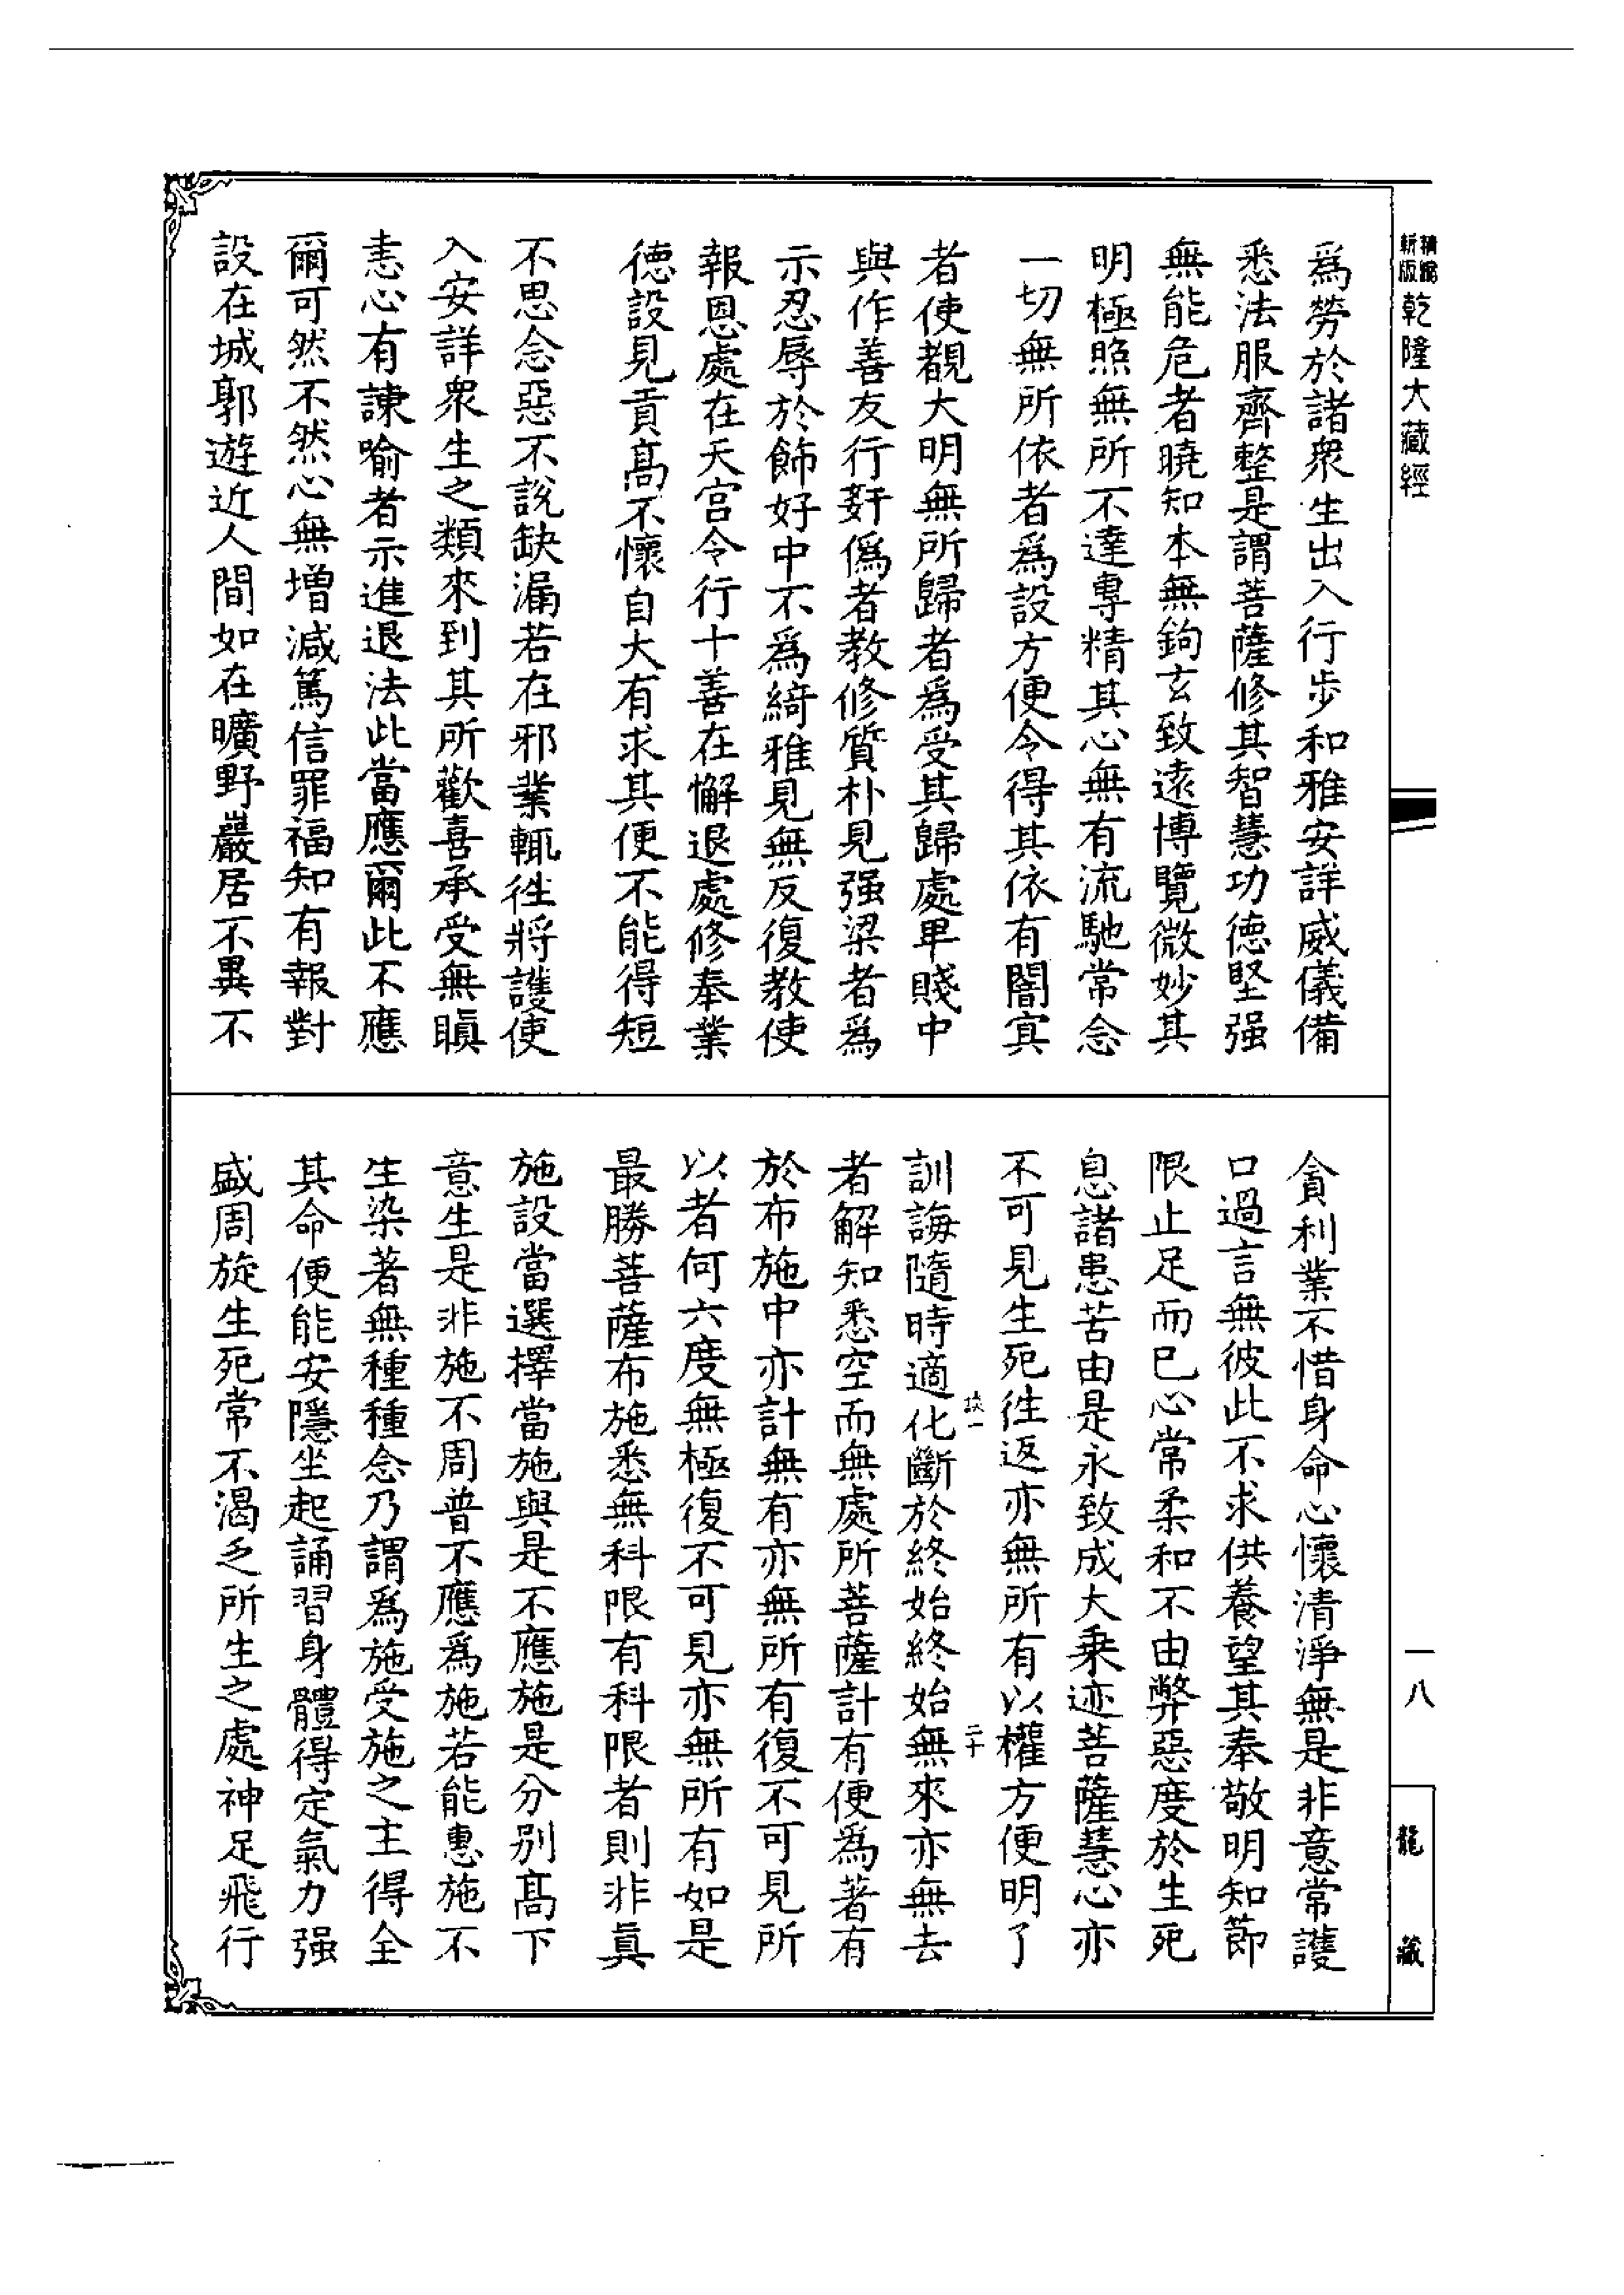 精編新版 乾隆大藏經
一八
龍藏
爲勞於諸衆生出入行步和雅安詳威儀備
悉法服齊整是謂菩薩修其智慧功德堅强
無能危者曉知本無鉤玄致遠博覽微妙其
明極照無所不達專精其心無有流馳常念
一切無所依者爲設方便令得其依有闇冥
者使覩大明無所歸者爲受其歸處卑賤中
與作善友行姧僞者教修質朴見强梁者爲
示忍辱於飾好中不爲綺雅見無反復教使
報恩處在天宫令行十善在懈退處修奉業
德設見貢高不懷自大有求其便不能得短
不思念惡不說缺漏若在邪業輒往將護使
入安詳衆生之類來到其所歡喜承受無瞋
恚心有諫喻者示進退法此當應爾此不應
爾可然不然心無增減篤信罪福知有報對
設在城郭遊近人間如在曠野巖居不異不
貪利業不惜身命心懷清淨無是非意常護
口過言無彼此不求供養望其奉敬明知節
限止足而已心常柔和不由弊惡度於生死
息諸患苦由是永致成大乘迹菩薩慧心亦
不可見生死往返亦無所有以權方便明了
訓誨隨時適化斷於終始終始無來亦無去
談一 二十
者解知悉空而無處所菩薩計有便爲著有
於布施中亦計無有亦無所有復不可見所
以者何六度無極復不可見亦無所有如是
最勝菩薩布施悉無科限有科限者則非眞
施設當選擇當施與是不應施是分别高下
意生是非施不周普不應爲施若能惠施不
生染著無種種念乃謂爲施受施之主得全
其命便能安隱坐起誦習身體得定氣力强
盛周旋生死常不渴乏所生之處神足飛行